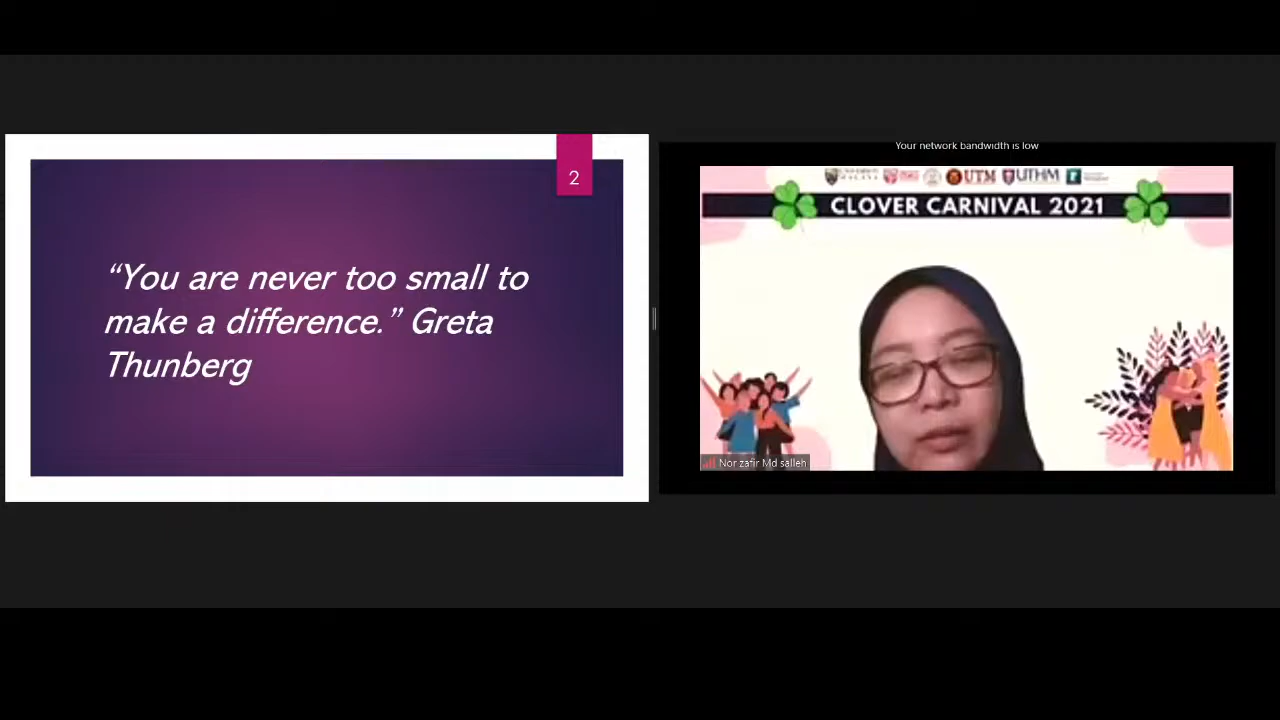 2
“You are never too small to
make a difference.” Greta
Thunberg
Your network bandwidth is low
UTM
UTHM
CLOVER CARNIVAL 2021
Nor zafir Md salleh